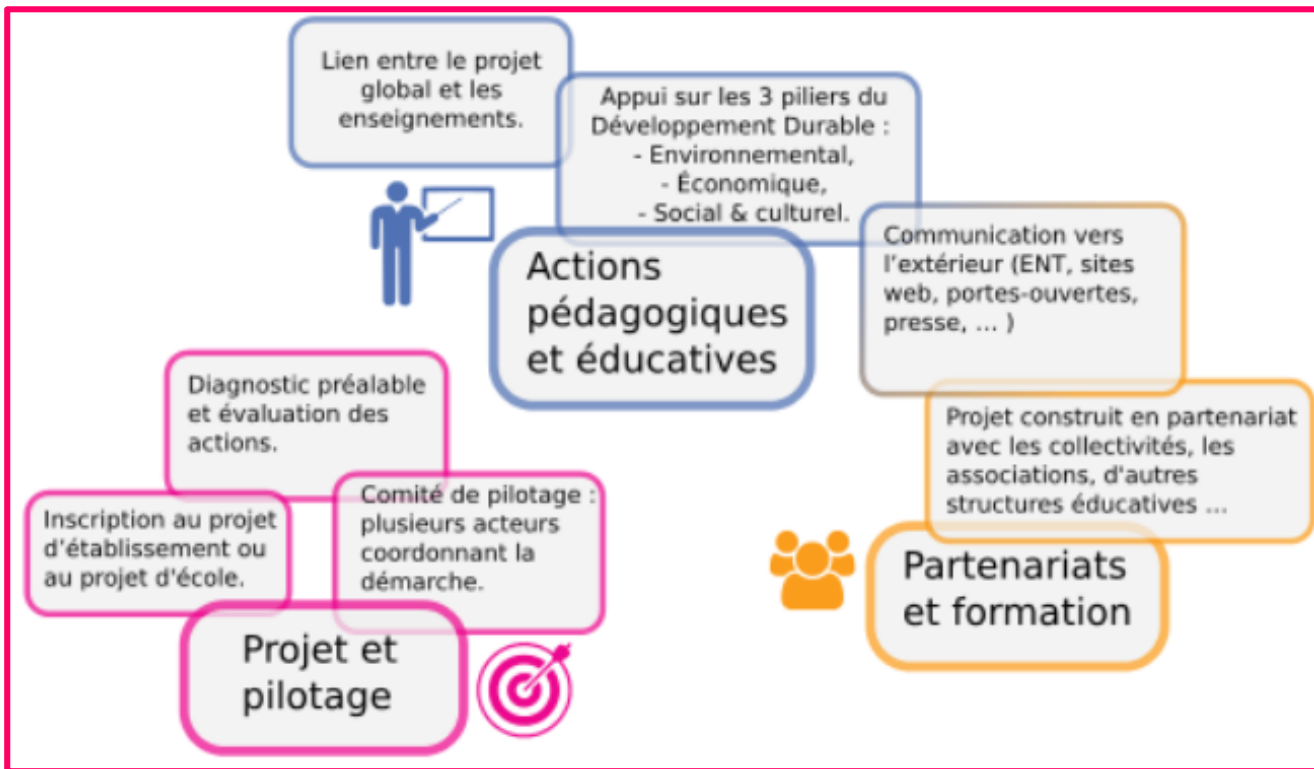 Lien entre le projet
global et les
enseignements.
Appui sur les 3 piliers du
Développement Durable :
- Environnemental,
- Économique,
- Social & culturel.
Actions
pédagogiques
et éducatives
Communication vers
l'extérieur (ENT, sites
web, portes-ouvertes,
presse, ... )
Projet construit en partenariat
avec les collectivités, les
associations, d'autres
structures éducatives ...
Partenariats
et formation
Diagnostic préalable
et évaluation des
actions.
Inscription au projet
d'établissement ou
au projet d'école.
Comité de pilotage :
plusieurs acteurs
coordonnant la
démarche.
Projet et
pilotage